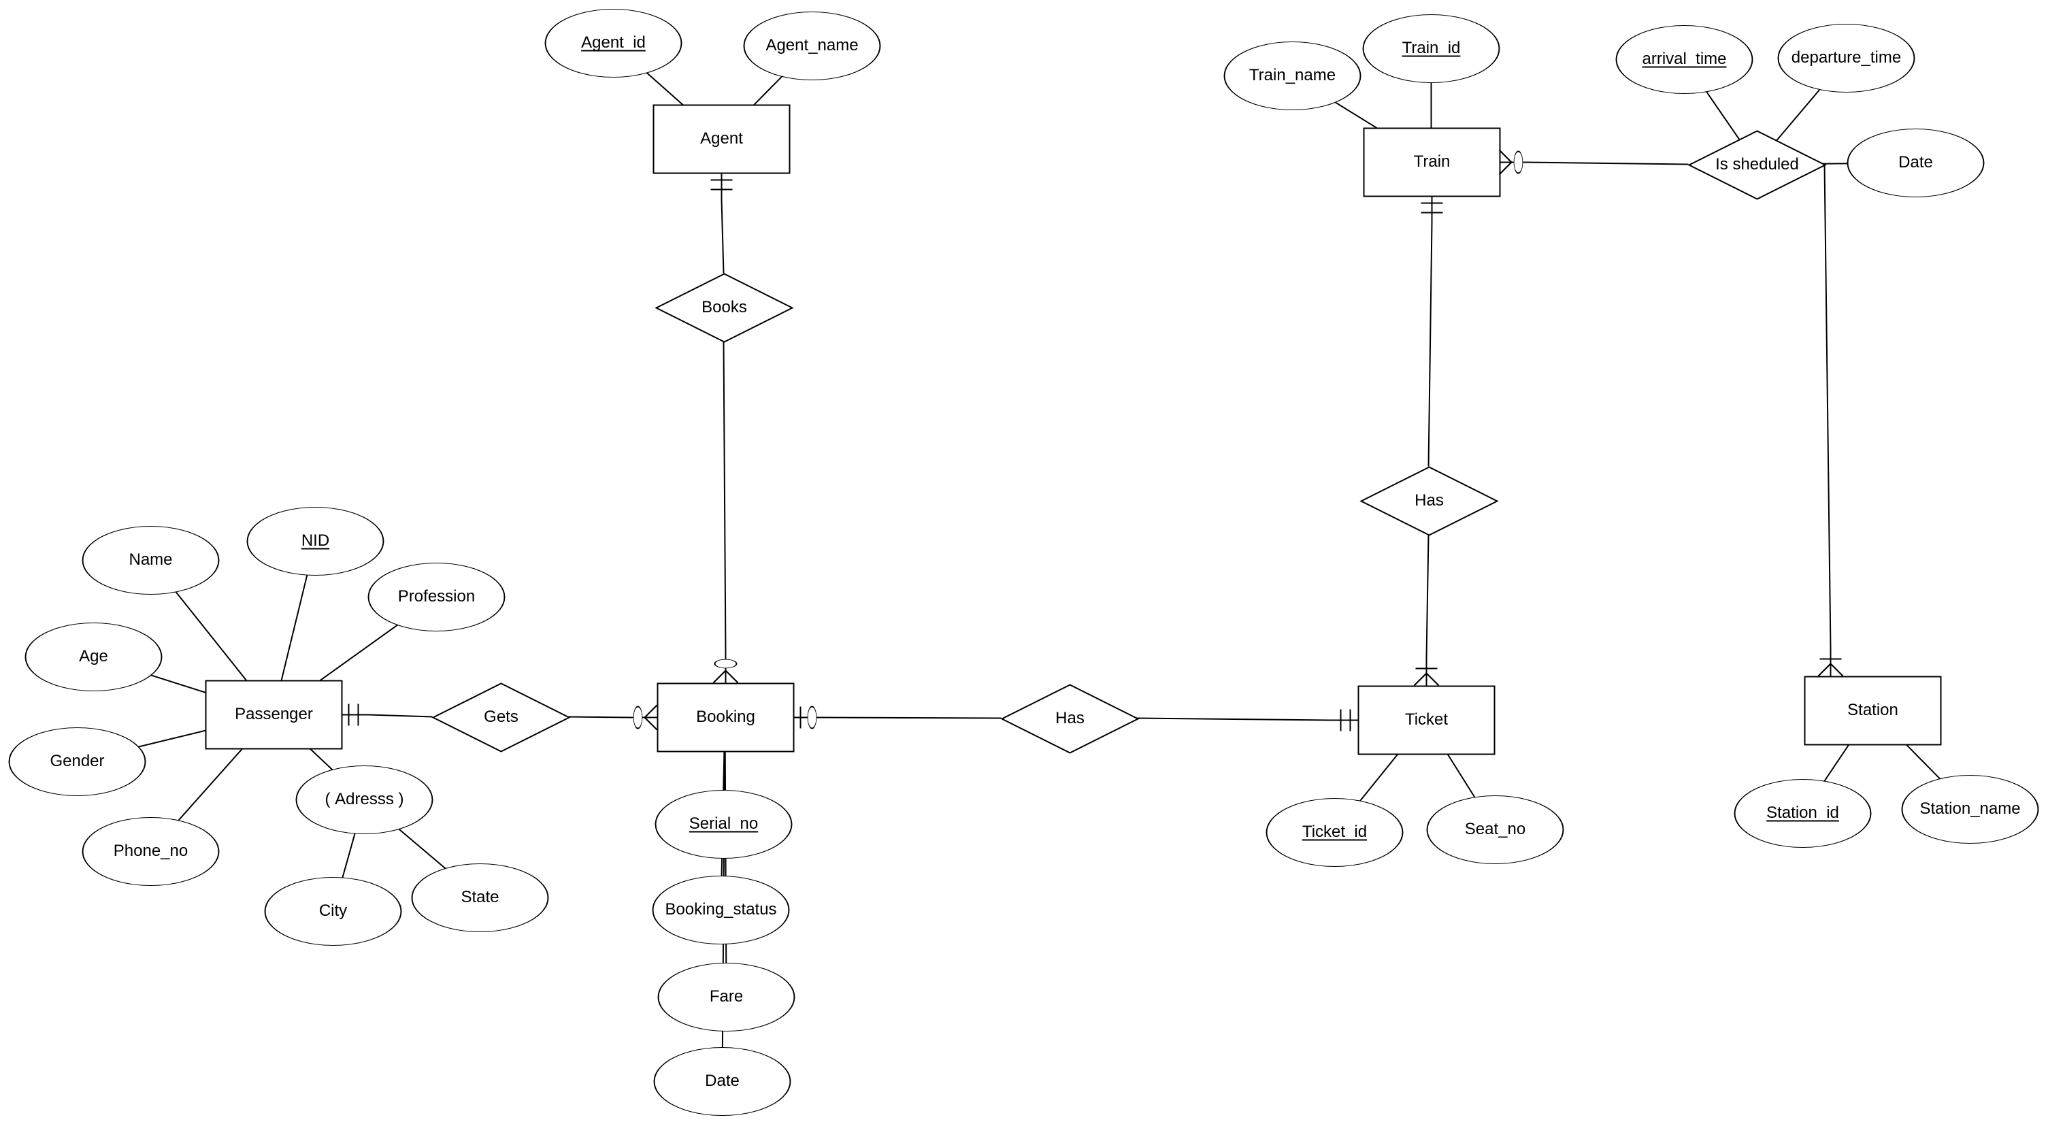 Agent_id
Agent_name
Train_name
Train_id
arrival_time
departure_time
Agent
Train
Is sheduled
Date
Books
Has
Name
NID
Profession
Age
Passenger
Gets
Booking
Has
Ticket
Station
Gender
( Adresss )
Phone_no
City
State
Serial_no
Booking_status
Fare
Date
Ticket_id
Seat_no
Station_id
Station_name